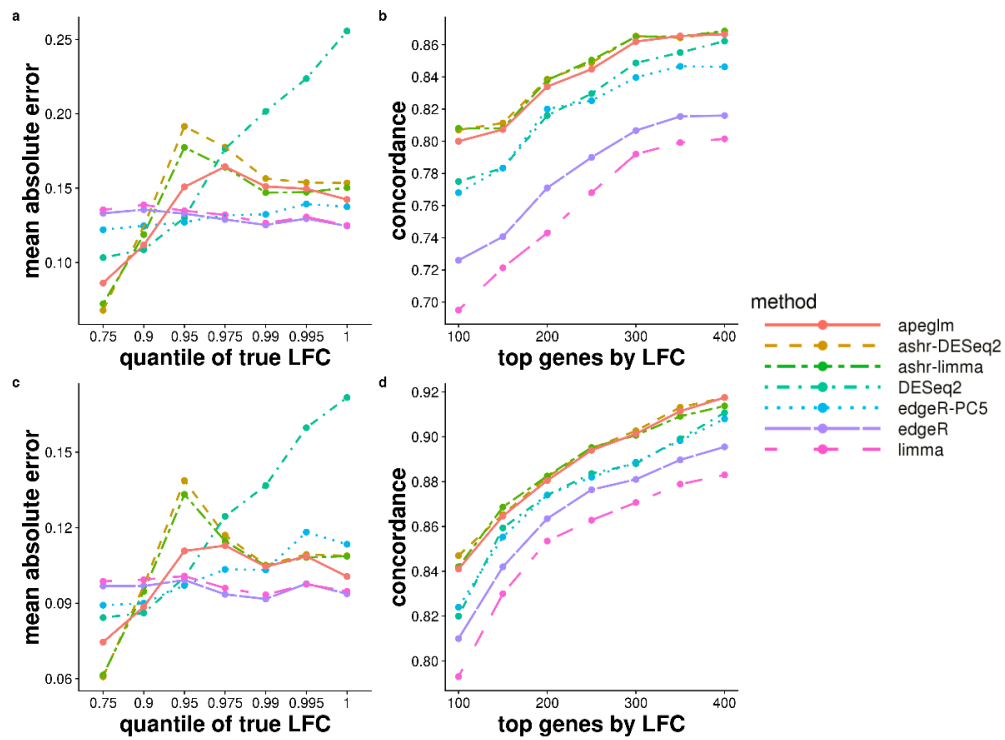 a
mean absolute error
0.25
0.20
0.15
0.10
0.75 0.9 0.95 0.975 0.99 0.995 1
quantile of true LFC
b
concordance
0.86
0.84
0.82
0.80
0.78
0.76
0.74
0.72
0.70
100 200 300 400
top genes by LFC
method
apeglm
ashr-DESeq2
ashr-limma
DESeq2
edgeR-PC5
edgeR
limma
c
mean absolute error
0.15
0.12
0.09
0.06
0.75 0.9 0.95 0.975 0.99 0.995 1
quantile of true LFC
d
concordance
0.92
0.90
0.88
0.86
0.84
0.82
0.80
100 200 300 400
top genes by LFC